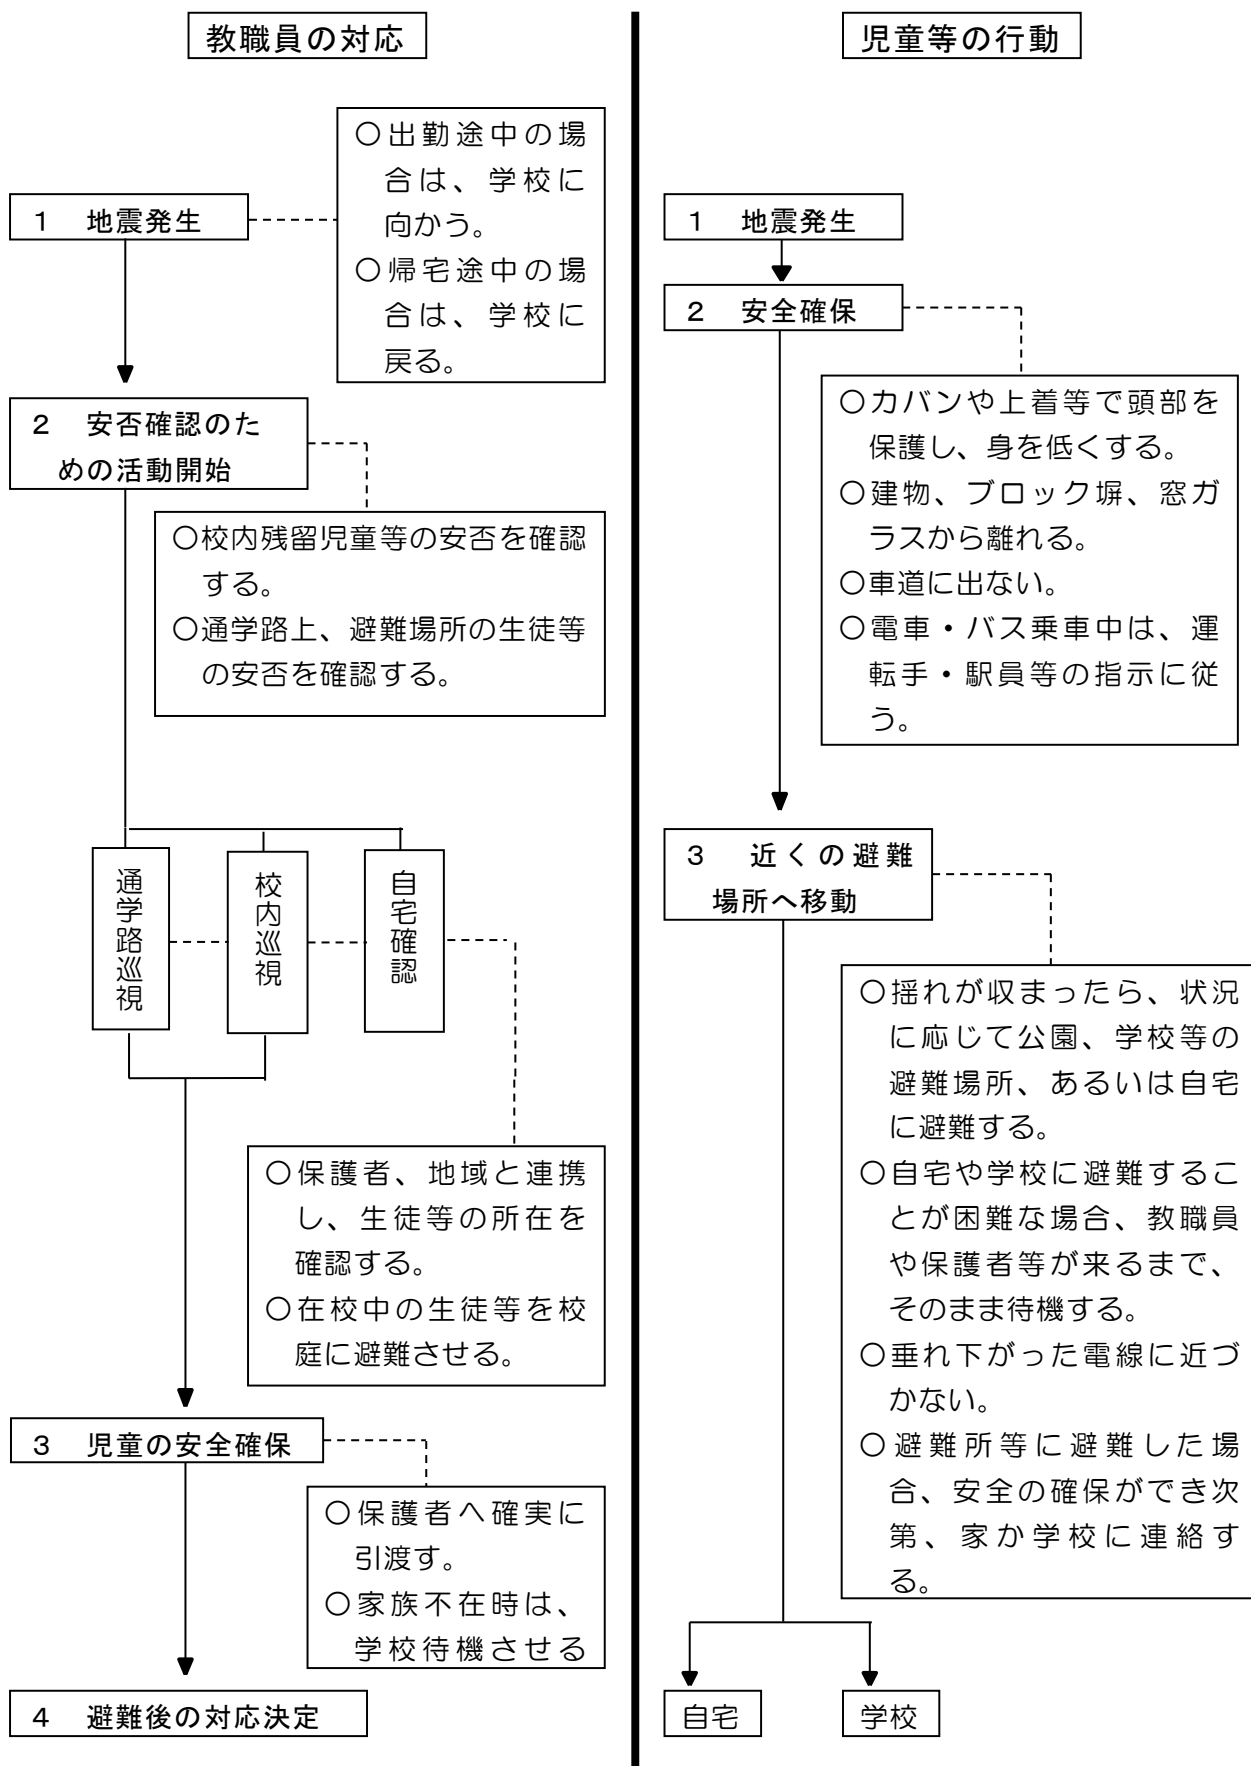 教職員の対応
○出勤途中の場
合は、学校に
向かう。
○帰宅途中の場
合は、学校に
戻る。
1 地震発生
2 安否確認のた
めの活動開始
○校内残留児童等の安否を確認
する。
○通学路上、避難場所の生徒等
の安否を確認する。
通学路巡視
校内巡視
自宅確認
○保護者、地域と連携
し、生徒等の所在を
確認する。
○在校中の生徒等を校
庭に避難させる。
3 児童の安全確保
○保護者へ確実に
引渡す。
○家族不在時は、
学校待機させる
4 避難後の対応決定
児童等の行動
1 地震発生
2 安全確保
○カバンや上着等で頭部を
保護し、身を低くする。
○建物、ブロック塀、窓ガ
ラスから離れる。
○車道に出ない。
○電車・バス乗車中は、運
転手・駅員等の指示に従
う。
3 近くの避難
場所へ移動
○揺れが収まったら、状況
に応じて公園、学校等の
避難場所、あるいは自宅
に避難する。
○自宅や学校に避難するこ
とが困難な場合、教職員
や保護者等が来るまで、
そのまま待機する。
○垂れ下がった電線に近づ
かない。
○避難所等に避難した場
合、安全の確保ができ次
第、家か学校に連絡す
る。
自宅
学校